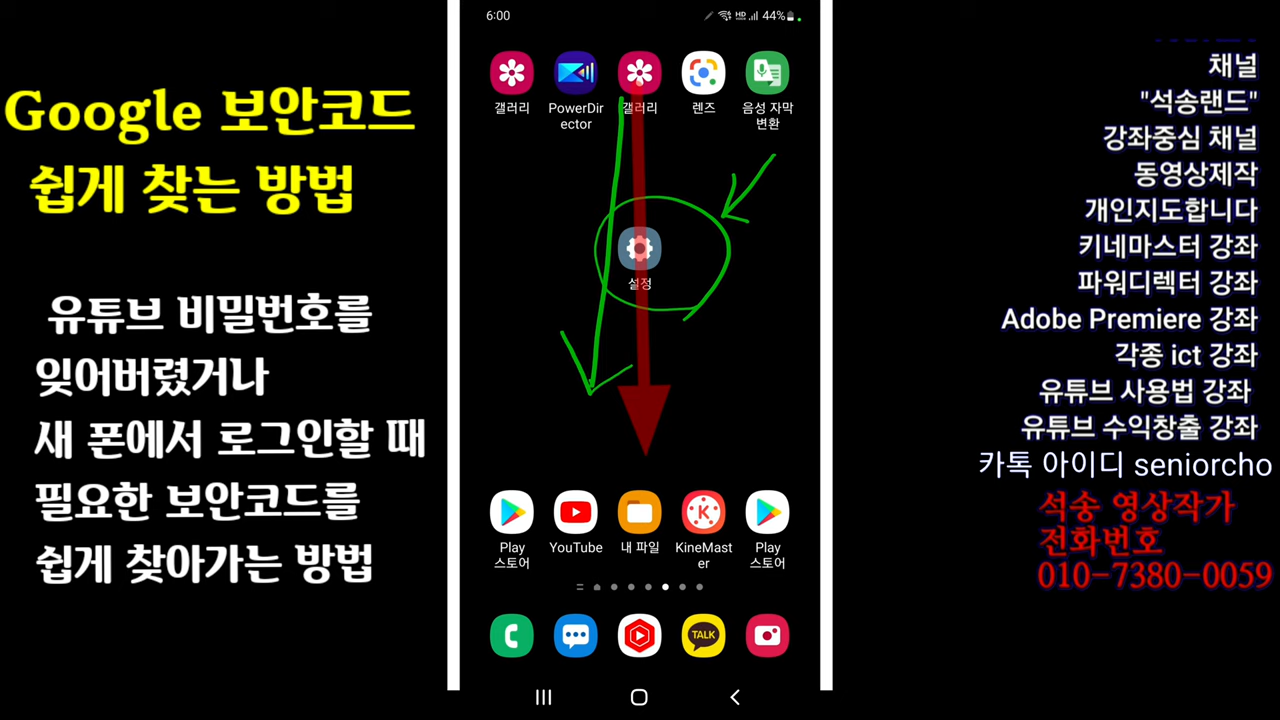 Google 보안코드
쉽게 찾는 방법
유튜브 비밀번호를
잊어버렸거나
새 폰에서 로그인할 때
필요한 보안코드를
쉽게 찾아가는 방법
6:00
HD
44%
갤러리
PowerDir
ector
갤러리
렌즈
음성 자막
변환
설정
Play
스토어
YouTube
내 파일
KineMast
er
Play
스토어
TALK
채널
"석송랜드"
강좌중심 채널
동영상제작
개인지도합니다
키네마스터 강좌
파워디렉터 강좌
Adobe Premiere 강좌
각종 ict 강좌
유튜브 사용법 강좌
유튜브 수익창출 강좌
카톡 아이디 seniorcho
석송 영상작가
전화번호
010-7380-0059